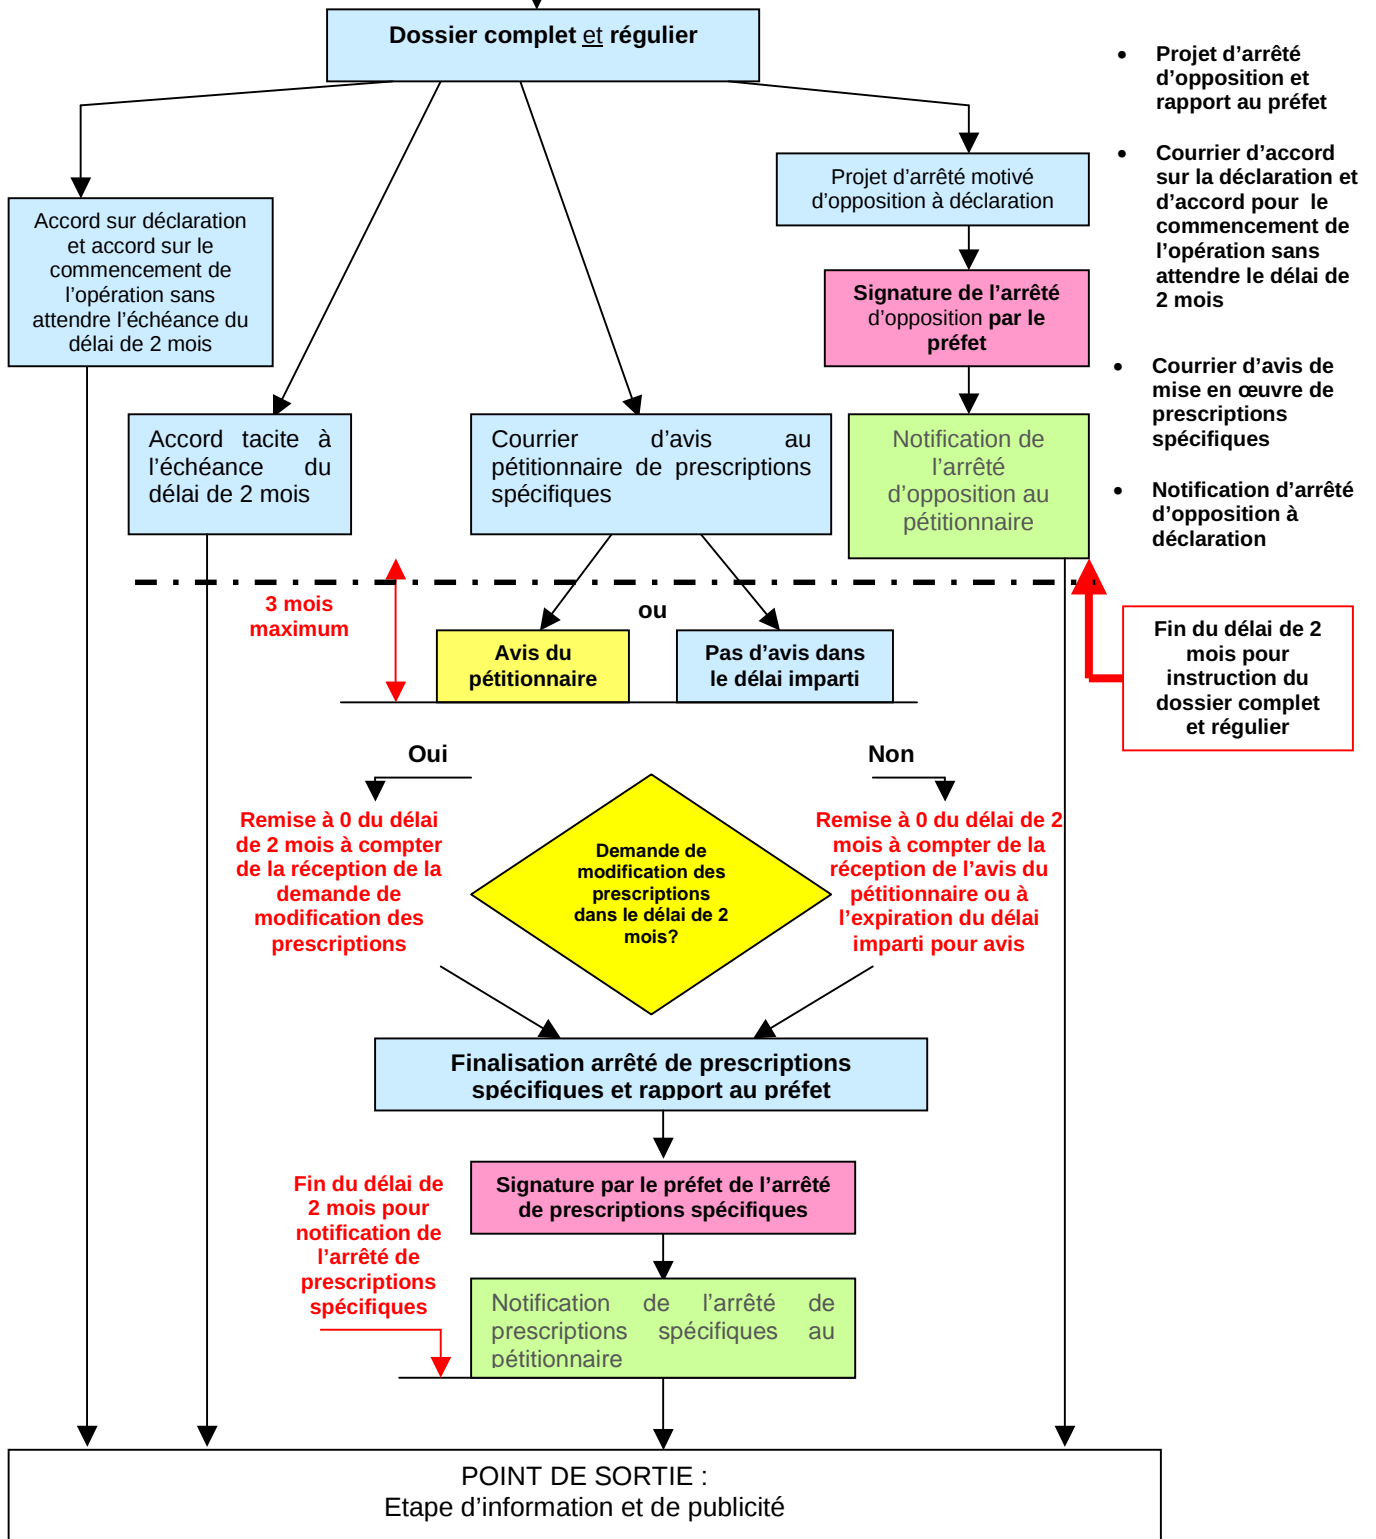 Dossier complet et régulier
Projet d’arrêté
d’opposition et
rapport au préfet
Courrier d’accord
sur la déclaration et
d’accord pour le
commencement de
l’opération sans
attendre le délai de
2 mois
Courrier d’avis de
mise en œuvre de
prescriptions
spécifiques
Notification d’arrêté
d’opposition à
déclaration
Projet d’arrêté motivé
d’opposition à déclaration
Accord sur déclaration
et accord sur le
commencement de
l’opération sans
attendre l’échéance du
délai de 2 mois
Signature de l’arrêté
d’opposition par le
préfet
Accord tacite à
l’échéance du
délai de 2 mois
Courrier d’avis au
pétitionnaire de prescriptions
spécifiques
Notification de
l’arrêté
d’opposition au
pétitionnaire
3 mois
maximum
ou
Avis du
pétitionnaire
Pas d’avis dans
le délai imparti
Fin du délai de 2
mois pour
instruction du
dossier complet
et régulier
Oui
Non
Remise à 0 du délai
de 2 mois à compter
de la réception de la
demande de
modification des
prescriptions
Demande de
modification des
prescriptions
dans le délai de 2
mois?
Remise à 0 du délai de 2
mois à compter de la
réception de l’avis du
pétitionnaire ou à
l’expiration du délai
imparti pour avis
Finalisation arrêté de prescriptions
spécifiques et rapport au préfet
Signature par le préfet de l’arrêté
de prescriptions spécifiques
Fin du délai de
2 mois pour
notification de
l’arrêté de
prescriptions
spécifiques
Notification de l’arrêté de
prescriptions spécifiques au
pétitionnaire
POINT DE SORTIE :
Etape d’information et de publicité